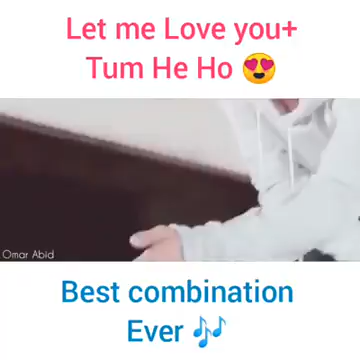 Let me Love you+
Tum He Ho 😍
Omar Abid
Best combination
Ever 🎶